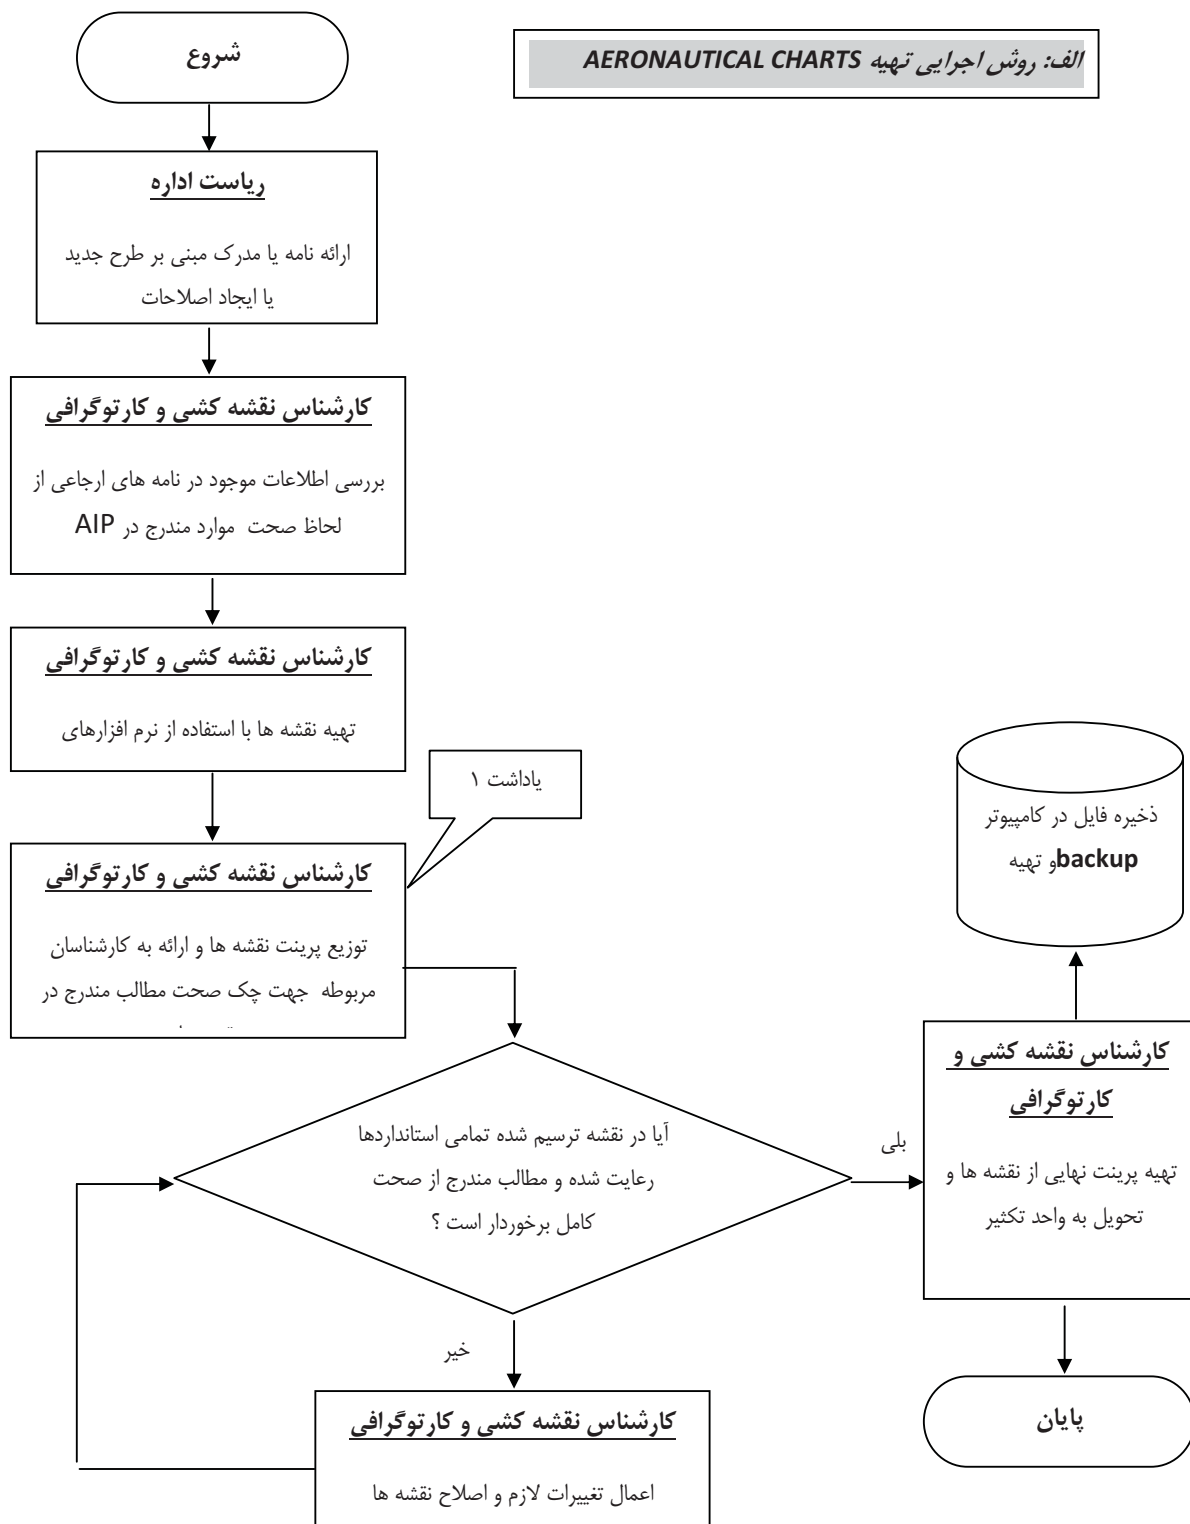 الف: روش اجرایی تهیه AERONAUTICAL CHARTS
شروع
ریاست اداره
ارائه نامه یا مدرک مبنی بر طرح جدید
یا ایجاد اصلاحات
کارشناس نقشه کشی و کارتوگرافی
بررسی اطلاعات موجود در نامه های ارجاعی از
لحاظ صحت موارد مندرج در AIP
کارشناس نقشه کشی و کارتوگرافی
تهیه نقشه ها با استفاده از نرم افزارهای
یاداشت ۱
کارشناس نقشه کشی و کارتوگرافی
توزیع پرینت نقشه ها و ارائه به کارشناسان
مربوطه جهت چک صحت مطالب مندرج در
آیا در نقشه ترسیم شده تمامی استانداردها
رعایت شده و مطالب مندرج از صحت
کامل برخوردار است ؟
بلی
خیر
کارشناس نقشه کشی و کارتوگرافی
اعمال تغییرات لازم و اصلاح نقشه ها
کارشناس نقشه کشی و
کارتوگرافی
تهیه پرینت نهایی از نقشه ها و
تحویل به واحد تکثیر
ذخیره فایل در کامپیوتر
و تهیه backup
پایان